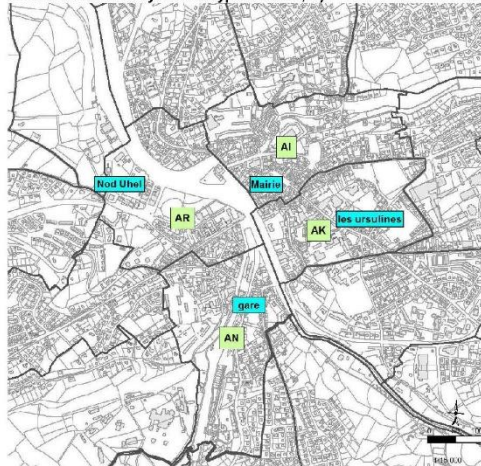 AI
Nod Uhel
Mairie
AR
AK
les ursulines
gare
AN